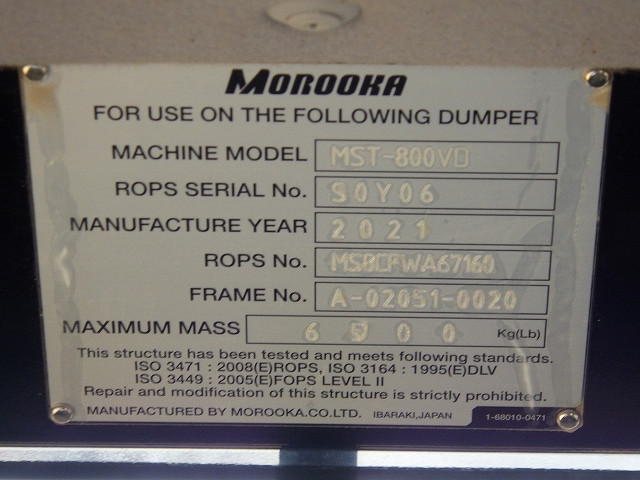 MOROOKA
FOR USE ON THE FOLLOWING DUMPER
MACHINE MODEL MST-800VD
ROPS SERIAL No. S0Y06
MANUFACTURE YEAR 2021
ROPS No.
FRAME No. A-02051-0020
MAXIMUM MASS 6900 Kg(Lb)
This structure has been tested and meets following standards.
ISO 3471 : 2008(E)ROPS, ISO 3164 : 1995(E)DLV
ISO 3449 : 2005(E)FOPS LEVEL II
Repair and modification of this structure is strictly prohibited.
MANUFACTURED BY MOROOKA.CO.LTD. IBARAKI,JAPAN 1-68010-0471